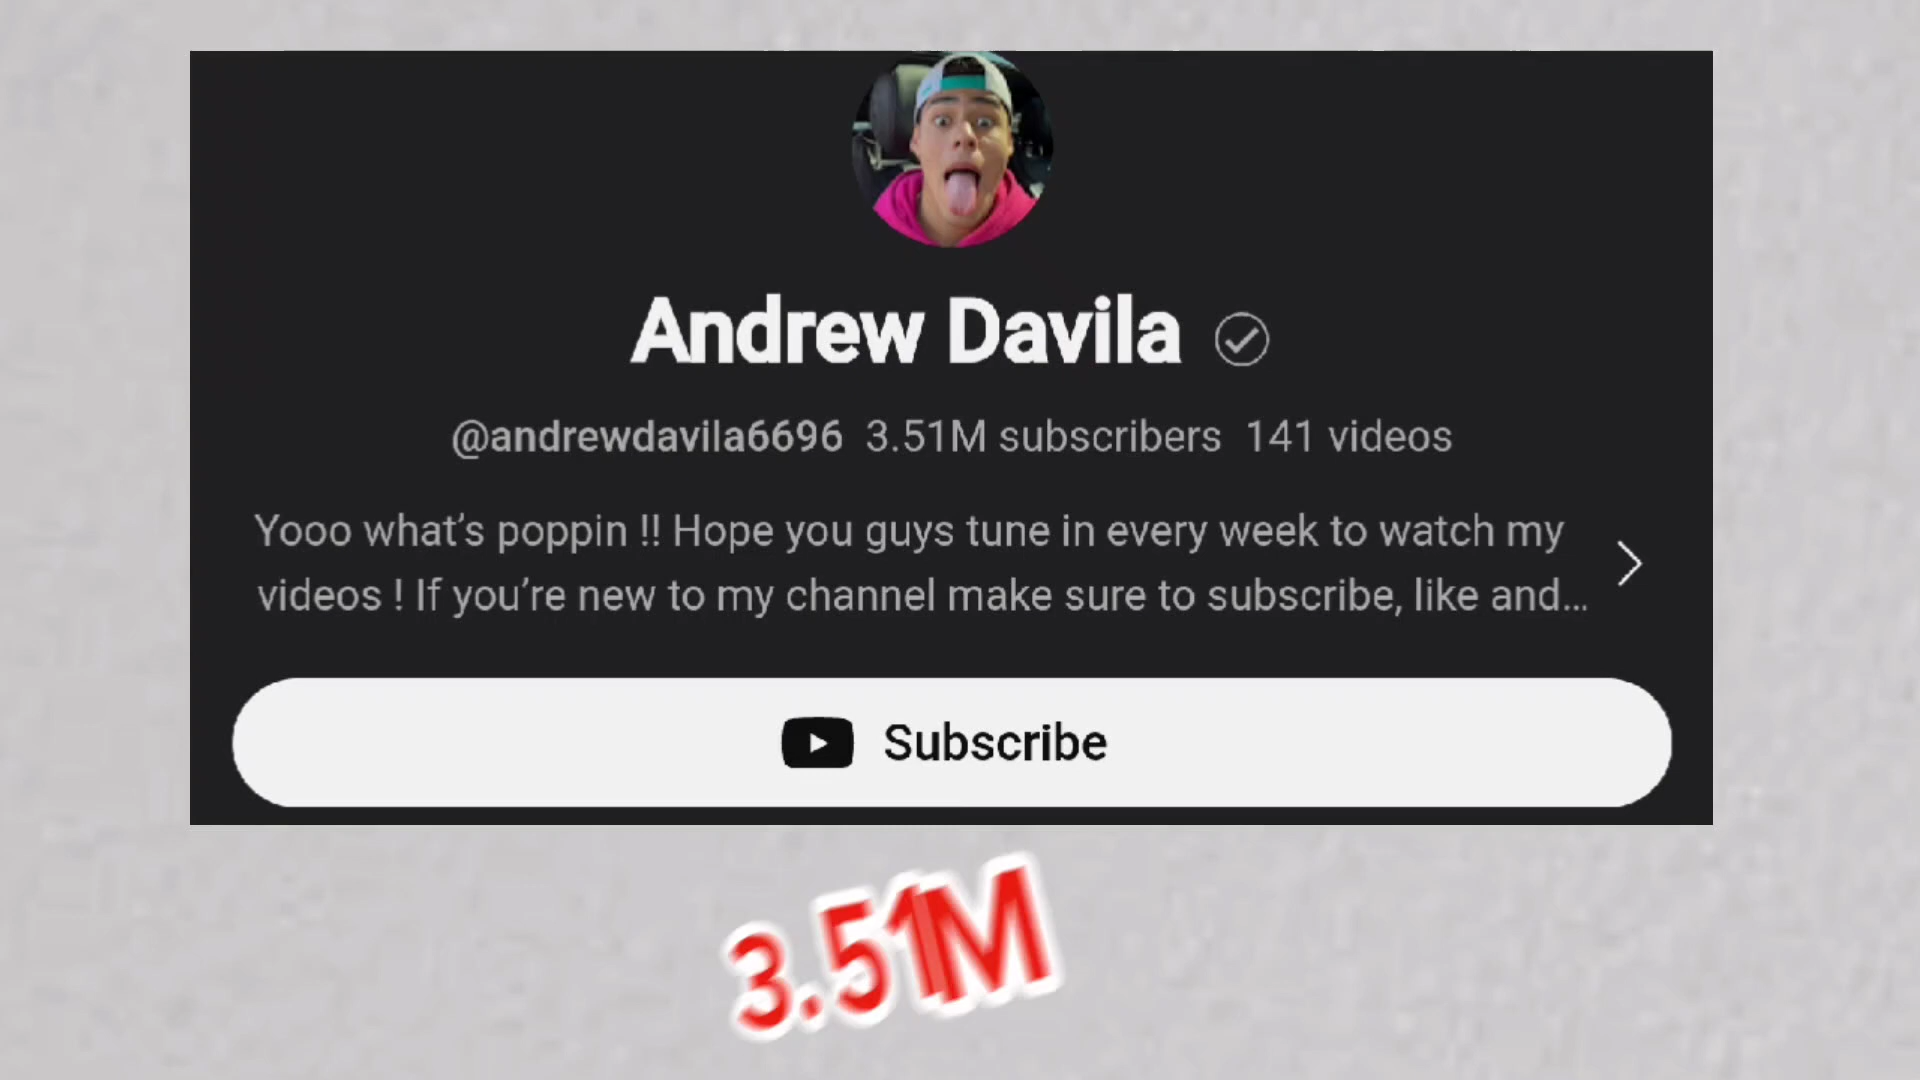 Andrew Davila
@andrewdavila6696 3.51M subscribers 141 videos
Yooo what’s poppin !! Hope you guys tune in every week to watch my
videos ! If you’re new to my channel make sure to subscribe, like and...
Subscribe
3.51M